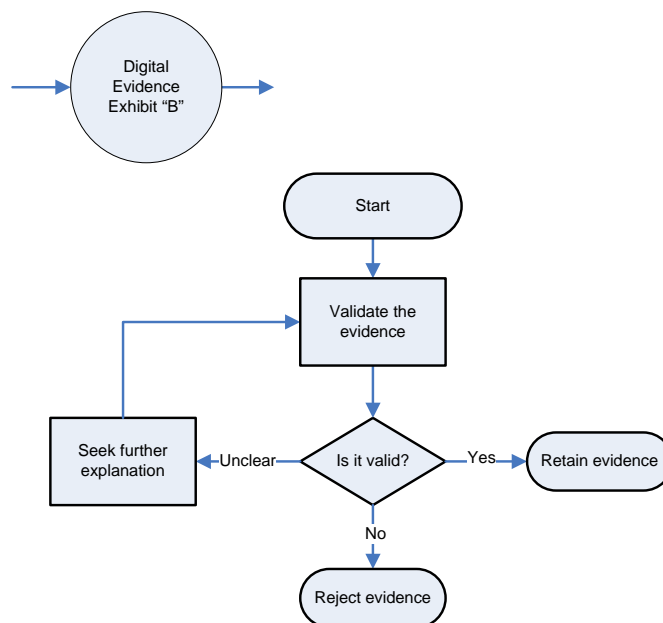 Digital
Evidence
Exhibit “B”
Start
Validate the
evidence
Seek further
explanation
Unclear
Is it valid?
Yes
Retain evidence
No
Reject evidence